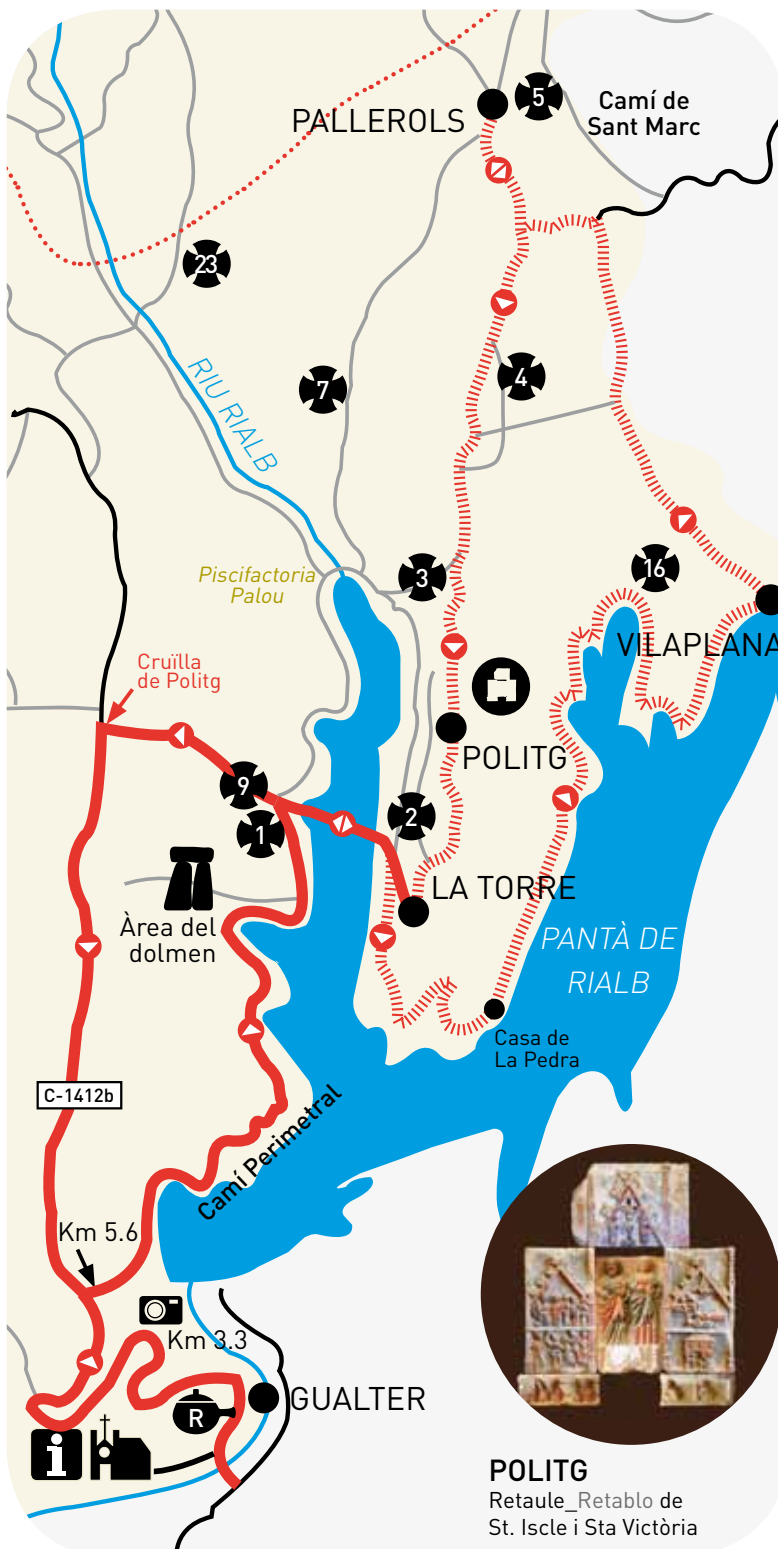 PALLEROLS
5
Camí de
Sant Marc
23
7
4
RIU RIALB
Piscifactoria
Palou
3
16
VILAPLANA
Cruïlla
de Politg
POLITG
9
1
2
LA TORRE
Àrea del
dolmen
PANTÀ DE
RIALB
Casa de
La Pedra
C-1412b
Camí Perimetral
Km 5.6
Km 3.3
R
GUALTER
i
POLITG
Retaule_Retablo de
St. Iscle i Sta Victòria